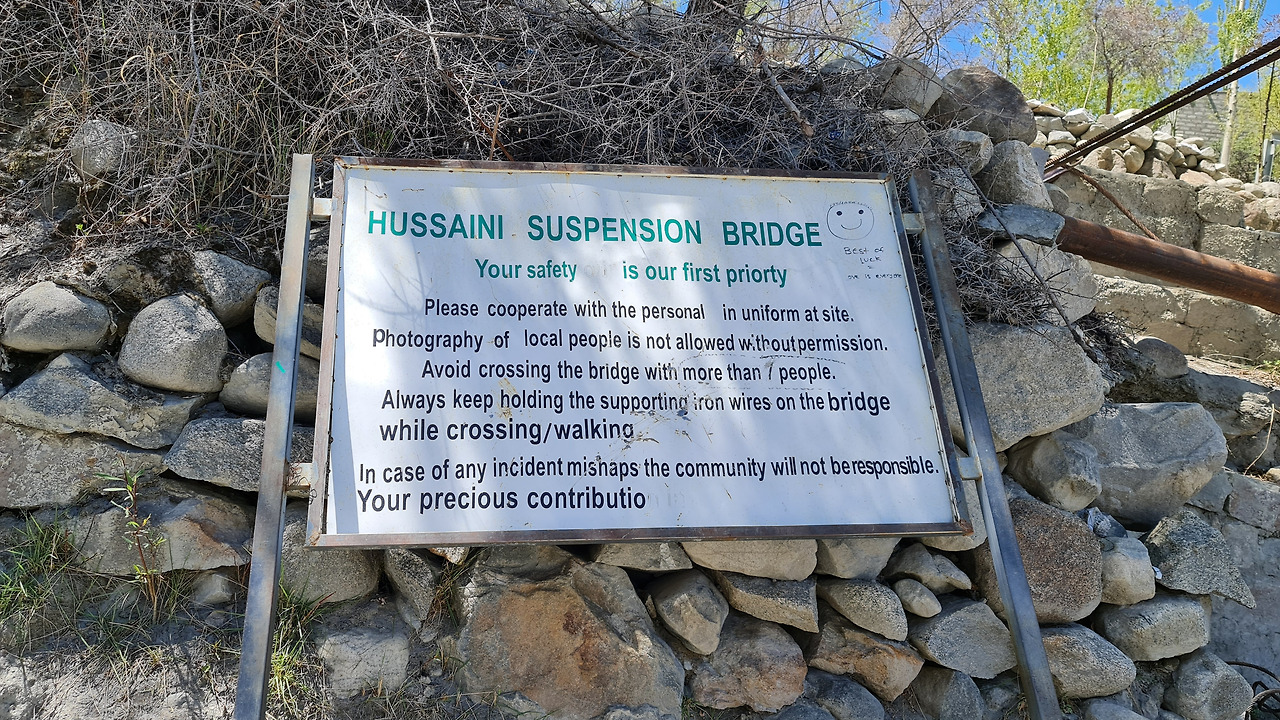 HUSSAINI SUSPENSION BRIDGE
Best of
luck
Your safety is our first priorty
Please cooperate with the personal in uniform at site.
Photography of local people is not allowed without permission.
Avoid crossing the bridge with more than 7 people.
Always keep holding the supporting iron wires on the bridge
while crossing/walking
In case of any incident mishaps the community will not be responsible.
Your precious contributio